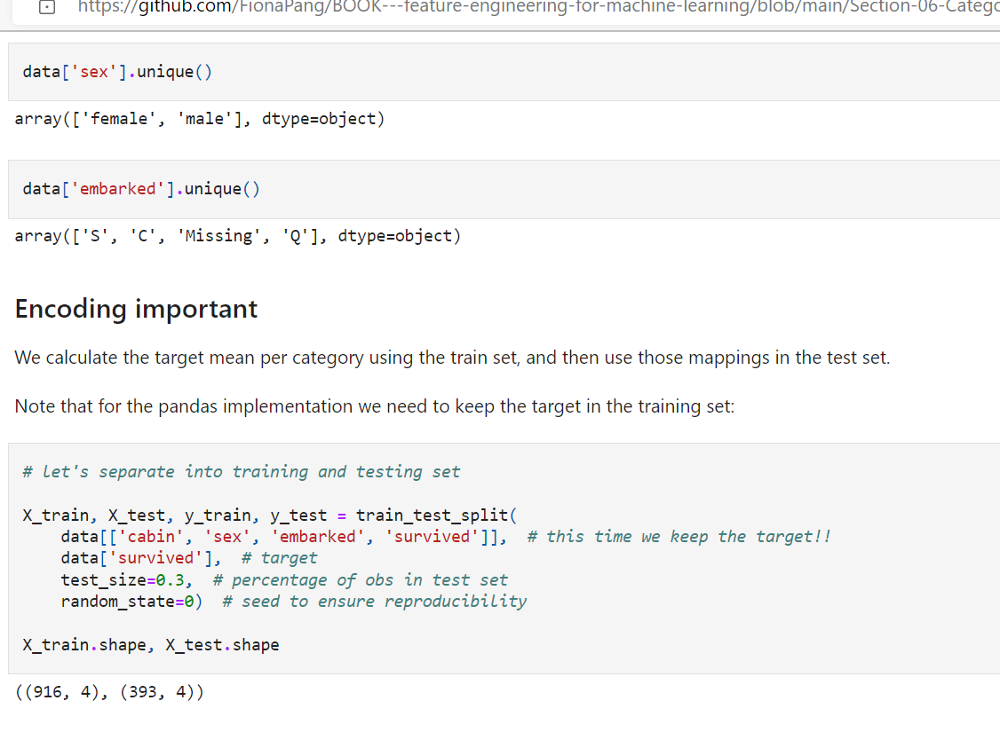 https://github.com/FionaPang/BOOK---feature-engineering-for-machine-learning/blob/main/Section-06-Catego
data['sex'].unique()
array(['female', 'male'], dtype=object)
data['embarked'].unique()
array(['S', 'C', 'Missing', 'Q'], dtype=object)
Encoding important
We calculate the target mean per category using the train set, and then use those mappings in the test set.
Note that for the pandas implementation we need to keep the target in the training set:
# let's separate into training and testing set
X_train, X_test, y_train, y_test = train_test_split(
    data[['cabin', 'sex', 'embarked', 'survived']],  # this time we keep the target!!
    data['survived'],  # target
    test_size=0.3,  # percentage of obs in test set
    random_state=0)  # seed to ensure reproducibility
X_train.shape, X_test.shape
((916, 4), (393, 4))